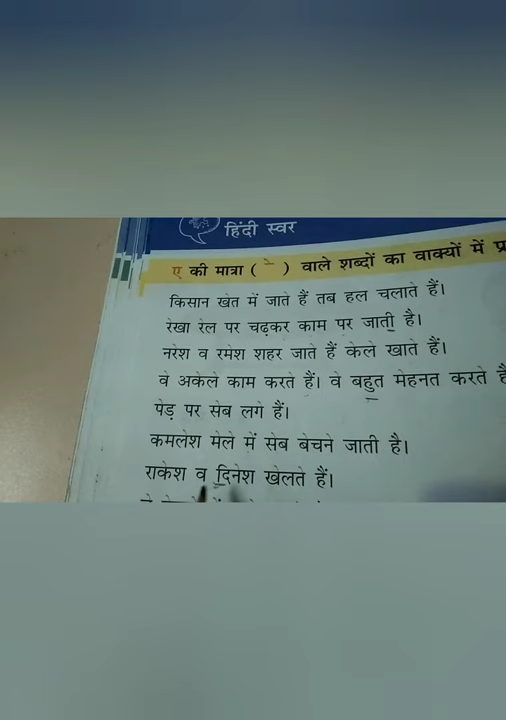 हिंदी स्वर
ए की मात्रा ( े ) वाले शब्दों का वाक्यों में
किसान खेत में जाते हैं तब हल चलाते हैं।
रेखा रेल पर चढ़कर काम पर जाती है।
नरेश व रमेश शहर जाते हैं केले खाते हैं।
वे अकेले काम करते हैं। वे बहुत मेहनत करते
पेड़ पर सेब लगे हैं।
कमलेश मेले में सेब बेचने जाती है।
राकेश व दिनेश खेलते हैं।